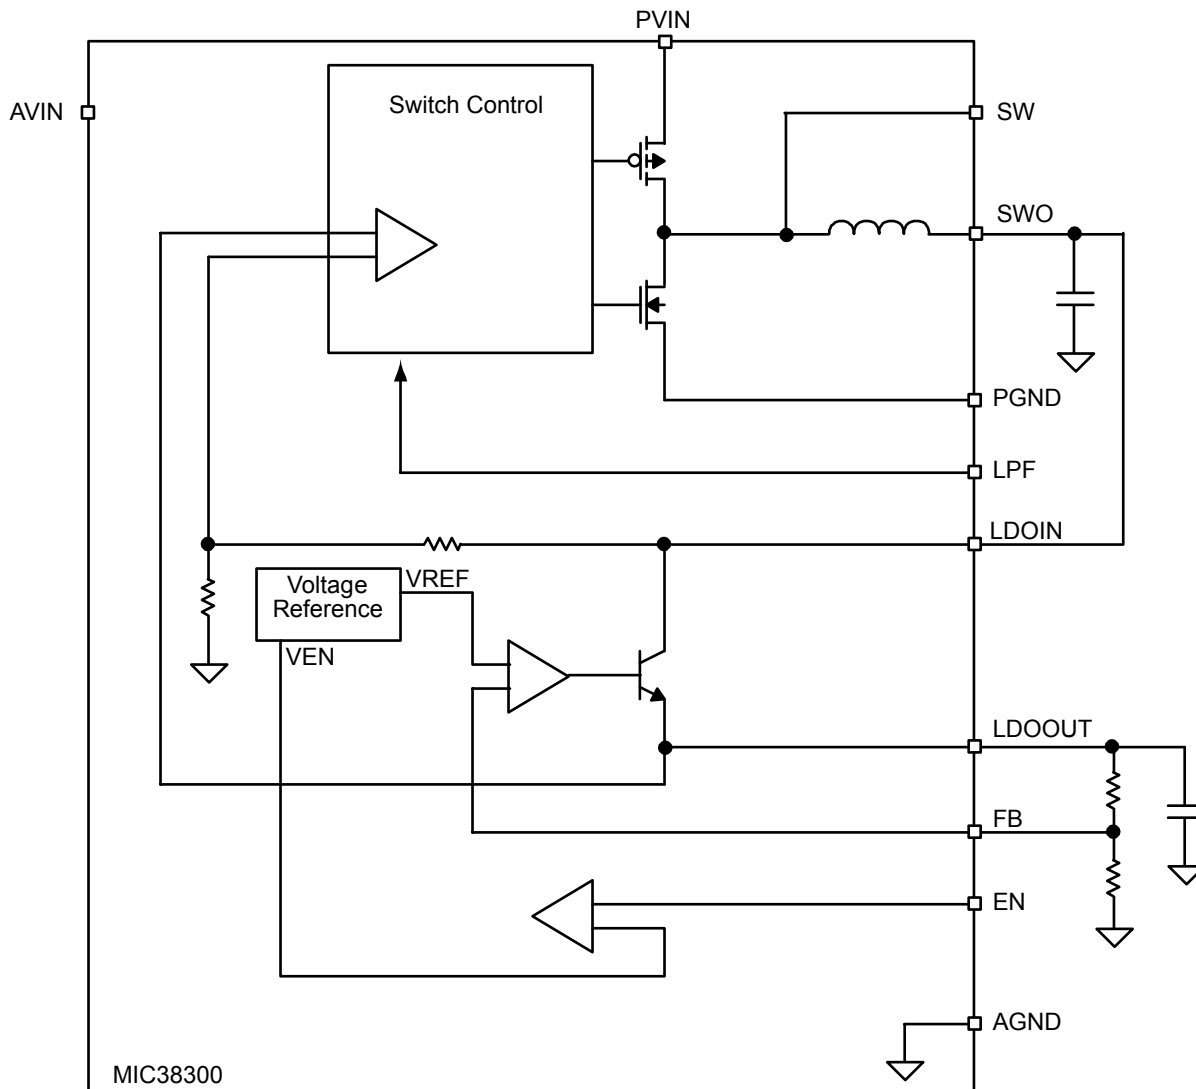 PVIN
AVIN
Switch Control
SW
SWO
PGND
LPF
LDOIN
Voltage
Reference
VREF
VEN
LDOOUT
FB
EN
AGND
MIC38300